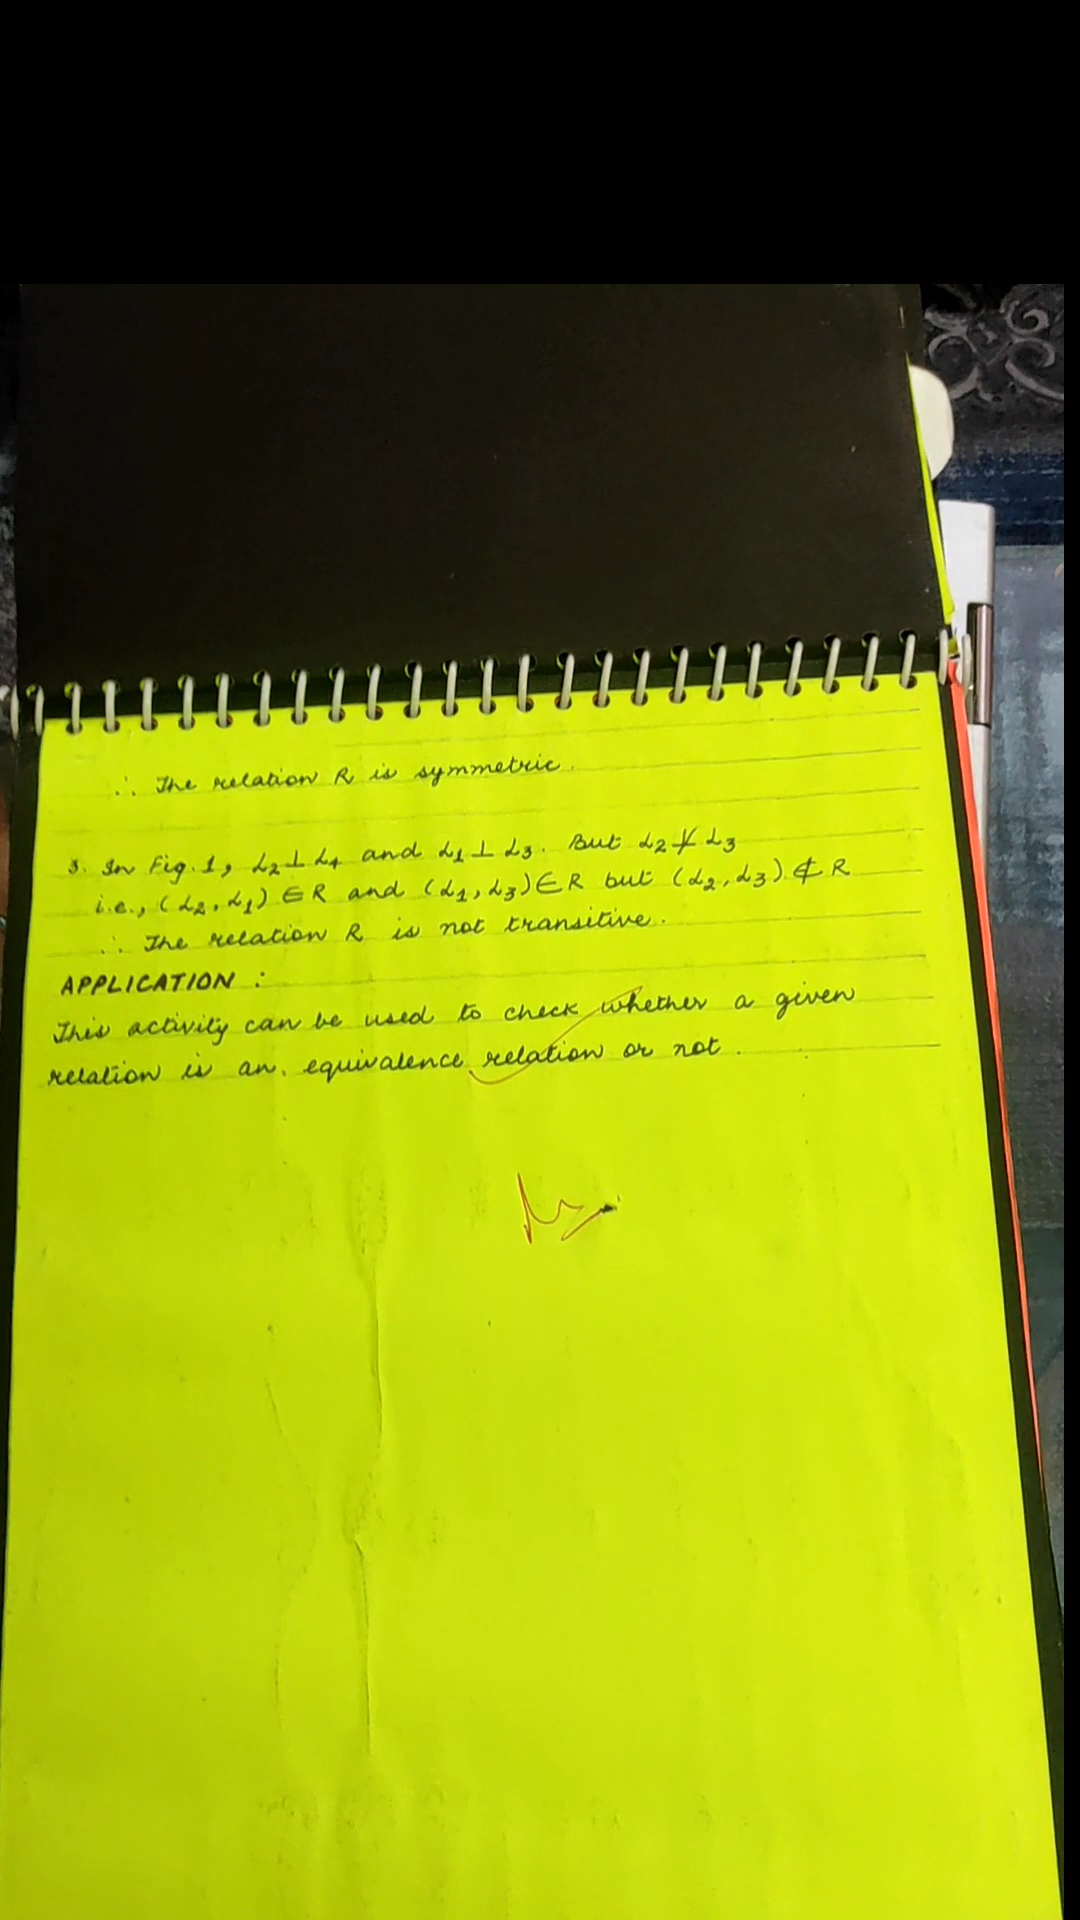 ∴ The relation R is symmetric.
3. In Fig. 1, L₂ ⊥ L₁ and L₁ ⊥ L₃. But L₂ ⊥̸ L₃
i.e., (L₂, L₁) ∈ R and (L₁, L₃) ∈ R but (L₂, L₃) ∉ R
∴ The relation R is not transitive.
APPLICATION :
This activity can be used to check whether a given
relation is an equivalence relation or not.